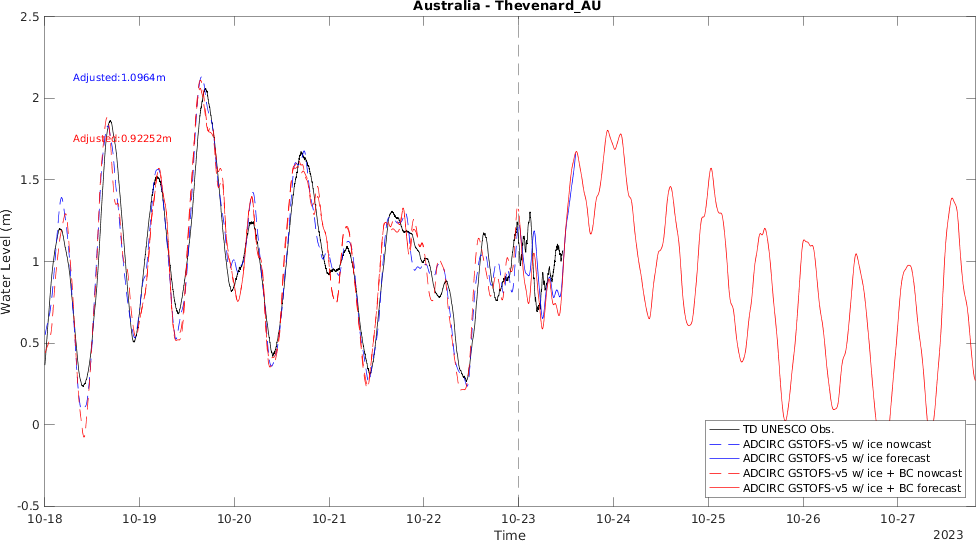 Australia - Thevenard_AU
Adjusted:1.0964m
Adjusted:0.92252m
Water Level (m)
2.5
2
1.5
1
0.5
0
-0.5
TD UNESCO Obs.
ADCIRC GSTOFS-v5 w/ ice nowcast
ADCIRC GSTOFS-v5 w/ ice forecast
ADCIRC GSTOFS-v5 w/ ice + BC nowcast
ADCIRC GSTOFS-v5 w/ ice + BC forecast
10-18 10-19 10-20 10-21 10-22 10-23 10-24 10-25 10-26 10-27
Time
2023